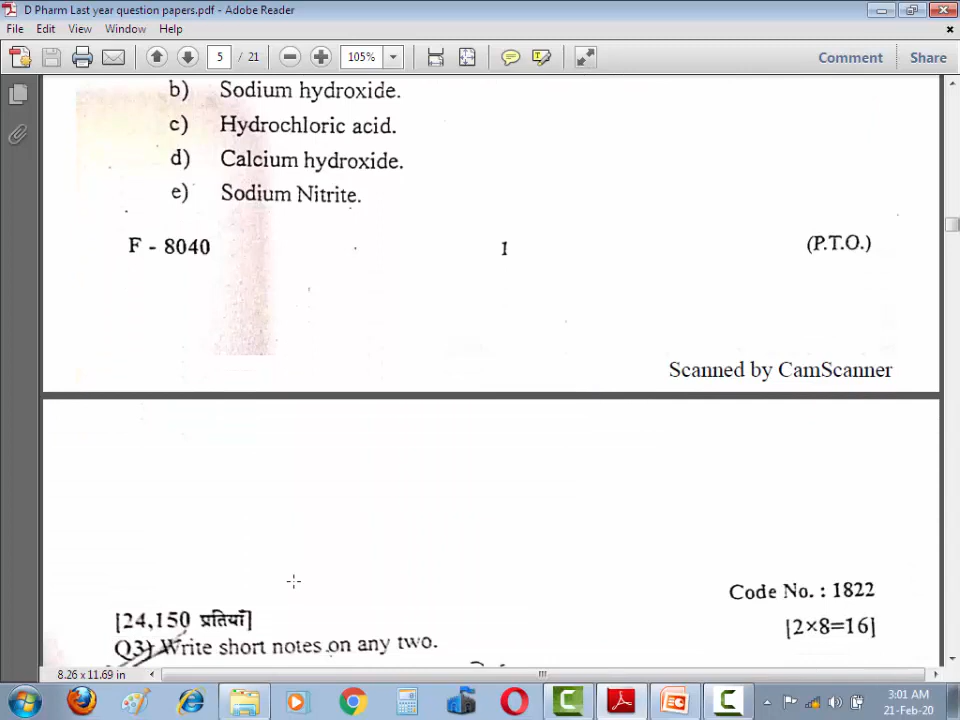 D Pharm Last year question papers.pdf - Adobe Reader
File Edit View Window Help
5 / 21
105%
Comment
Share
b) Sodium hydroxide.
c) Hydrochloric acid.
d) Calcium hydroxide.
e) Sodium Nitrite.
F - 8040
1
(P.T.O.)
Scanned by CamScanner
Code No. : 1822
[24,150 प्रतियाँ]
[2×8=16]
Q3) Write short notes on any two.
8.26 x 11.69 in
3:01 AM
21-Feb-20